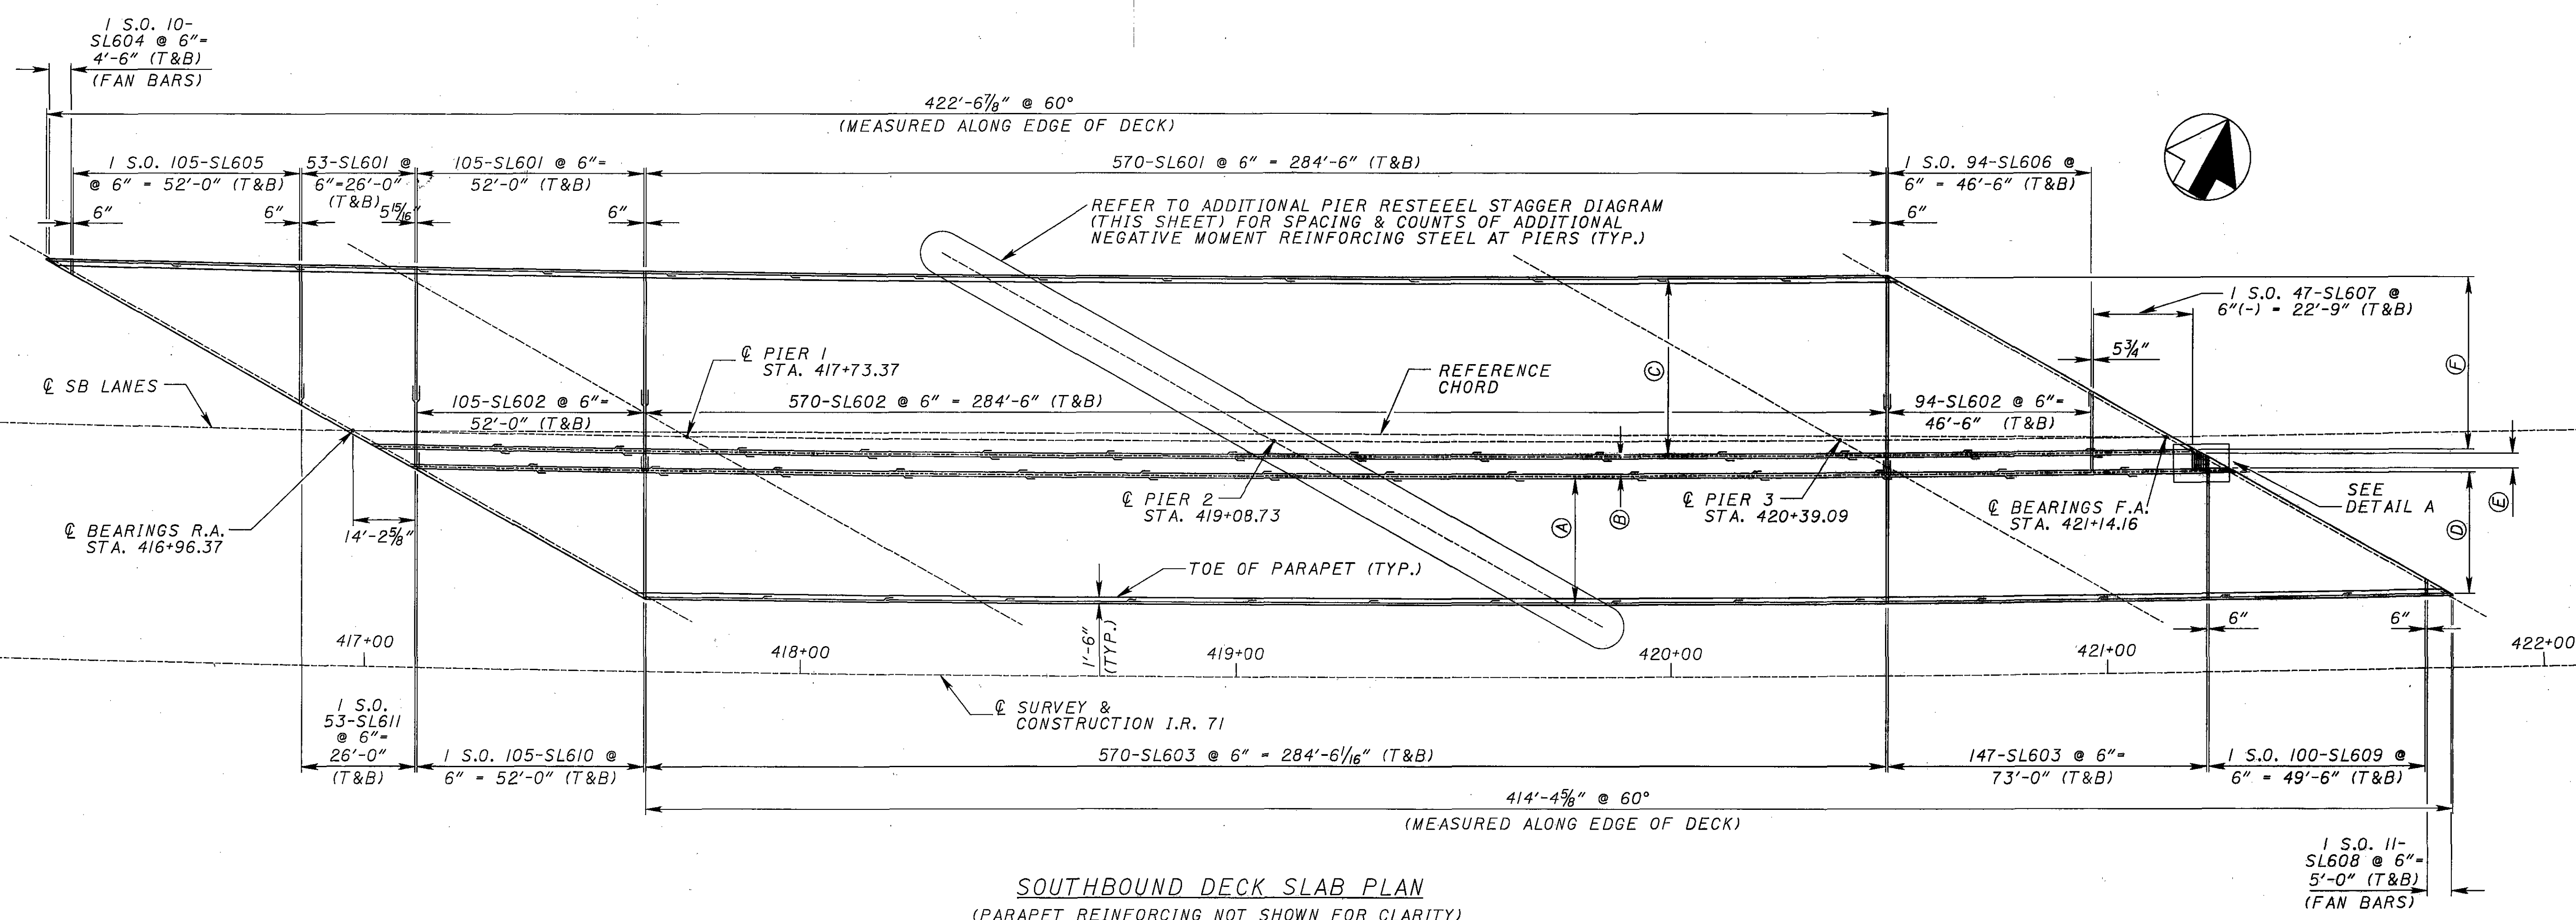 1 S.O. 10-
SL604 @ 6"=
4'-6" (T&B)
(FAN BARS)
422'-6⅞" @ 60°
(MEASURED ALONG EDGE OF DECK)
1 S.O. 105-SL605
@ 6" = 52'-0" (T&B)
53-SL601 @
6"=26'-0"
(T&B)
105-SL601 @ 6"=
52'-0" (T&B)
570-SL601 @ 6" = 284'-6" (T&B)
1 S.O. 94-SL606 @
6" = 46'-6" (T&B)
6"
6"
5 15/16"
6"
6"
REFER TO ADDITIONAL PIER RESTEEEL STAGGER DIAGRAM
(THIS SHEET) FOR SPACING & COUNTS OF ADDITIONAL
NEGATIVE MOMENT REINFORCING STEEL AT PIERS (TYP.)
1 S.O. 47-SL607 @
6"(-) = 22'-9" (T&B)
5¾"
℄ PIER 1
STA. 417+73.37
REFERENCE
CHORD
C
F
℄ SB LANES
105-SL602 @ 6"=
52'-0" (T&B)
570-SL602 @ 6" = 284'-6" (T&B)
94-SL602 @ 6"=
46'-6" (T&B)
℄ BEARINGS R.A.
STA. 416+96.37
14'-2⅝"
℄ PIER 2
STA. 419+08.73
A
B
℄ PIER 3
STA. 420+39.09
℄ BEARINGS F.A.
STA. 421+14.16
SEE
DETAIL A
E
D
TOE OF PARAPET (TYP.)
1'-6"
(TYP.)
6"
6"
417+00
418+00
419+00
420+00
421+00
422+00
℄ SURVEY &
CONSTRUCTION I.R. 71
1 S.O.
53-SL611
@ 6"=
26'-0"
(T&B)
1 S.O. 105-SL610 @
6" = 52'-0" (T&B)
570-SL603 @ 6" = 284'-6 1/16" (T&B)
147-SL603 @ 6"=
73'-0" (T&B)
1 S.O. 100-SL609 @
6" = 49'-6" (T&B)
414'-4⅝" @ 60°
(MEASURED ALONG EDGE OF DECK)
1 S.O. 11-
SL608 @ 6"=
5'-0" (T&B)
(FAN BARS)
SOUTHBOUND DECK SLAB PLAN
(PARAPET REINFORCING NOT SHOWN FOR CLARITY)